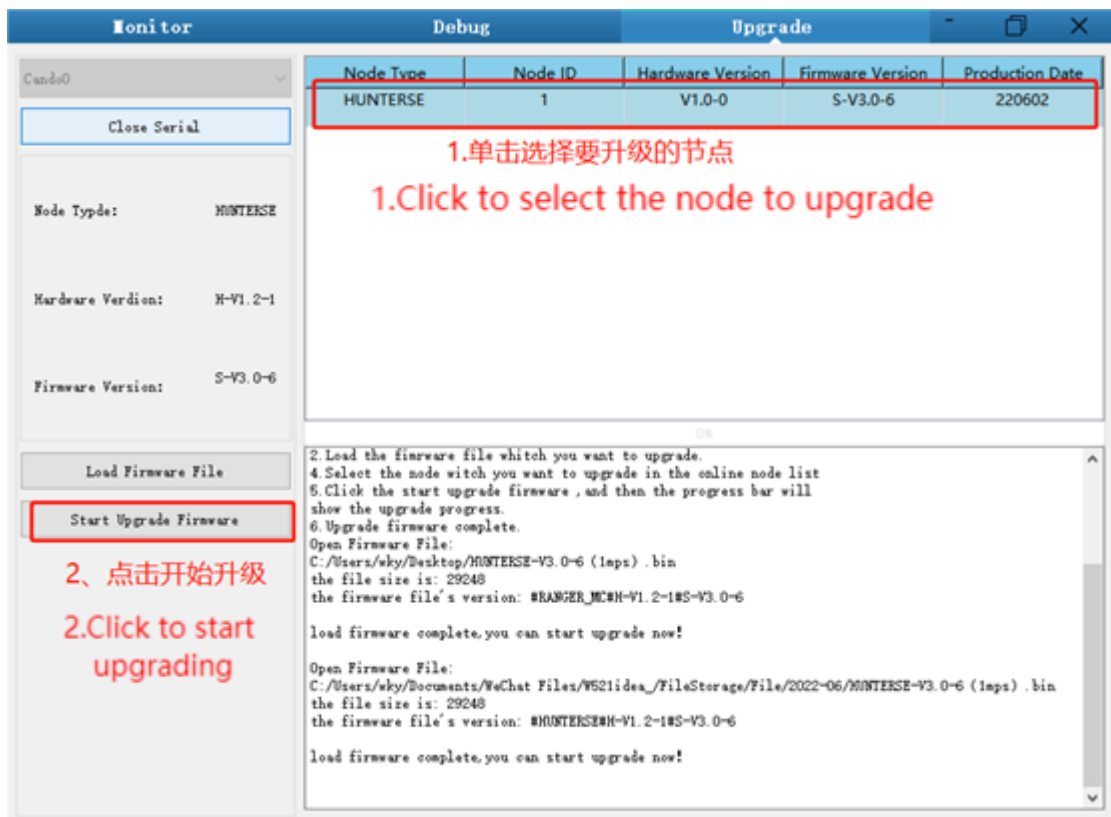 Monitor Debug Upgrade
Cando0
Close Serial
Node Typde: HUNTERSE
Hardware Verdion: H-V1.2-1
Firmware Version: S-V3.0-6
Load Firmware File
Start Upgrade Firmware
2、点击开始升级
2.Click to start
upgrading
Node Type Node ID Hardware Version Firmware Version Production Date
HUNTERSE 1 V1.0-0 S-V3.0-6 220602
1.单击选择要升级的节点
1.Click to select the node to upgrade
0%
2.Load the firerware file whitch you want to upgrade.
4.Select the node witch you want to upgrade in the online node list
5.Click the start upgrade firmware ,and then the progress bar will
show the upgrade progress.
6.Upgrade firmware complete.
Open Firmware File:
C:/Users/wky/Desktop/HUNTERSE-V3.0-6 (1mps) .bin
the file size is: 29248
the firmware file's version: #RANGER_MC#H-V1.2-1#S-V3.0-6
load firmware complete,you can start upgrade now!
Open Firmware File:
C:/Users/wky/Documents/WeChat Files/W521idea_/FileStorage/File/2022-06/HUNTERSE-V3.0-6 (1mps) .bin
the file size is: 29248
the firmware file's version: #HUNTERSE#H-V1.2-1#S-V3.0-6
load firmware complete,you can start upgrade now!